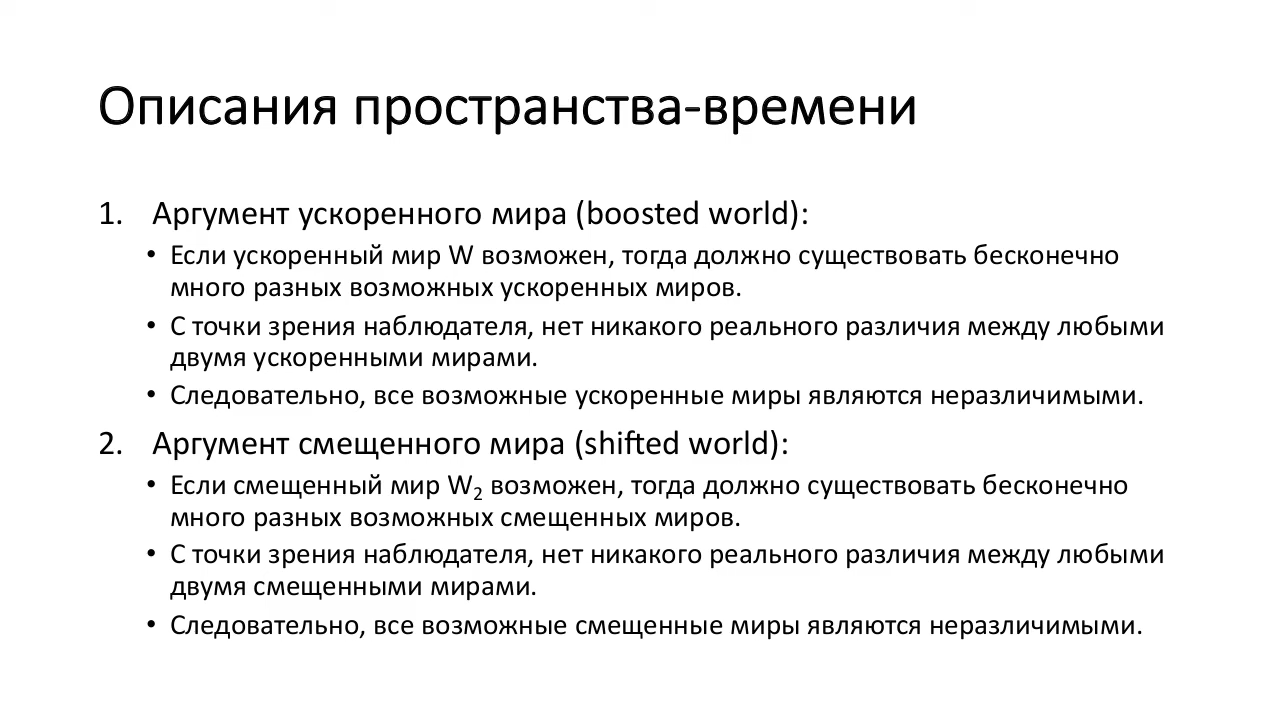 Описания пространства-времени
1. Аргумент ускоренного мира (boosted world):
• Если ускоренный мир W возможен, тогда должно существовать бесконечно
много разных возможных ускоренных миров.
• С точки зрения наблюдателя, нет никакого реального различия между любыми
двумя ускоренными мирами.
• Следовательно, все возможные ускоренные миры являются неразличимыми.
2. Аргумент смещенного мира (shifted world):
• Если смещенный мир W₂ возможен, тогда должно существовать бесконечно
много разных возможных смещенных миров.
• С точки зрения наблюдателя, нет никакого реального различия между любыми
двумя смещенными мирами.
• Следовательно, все возможные смещенные миры являются неразличимыми.